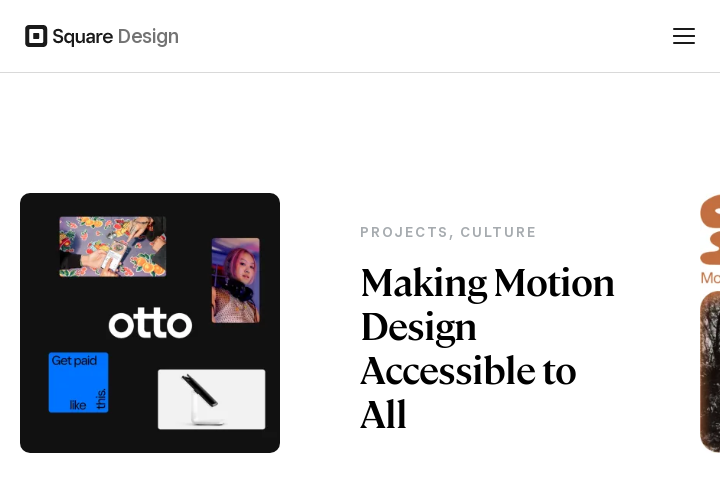 Square Design
PROJECTS, CULTURE
Making Motion
Design
Accessible to
All
otto
Get paid
like this.
Mo